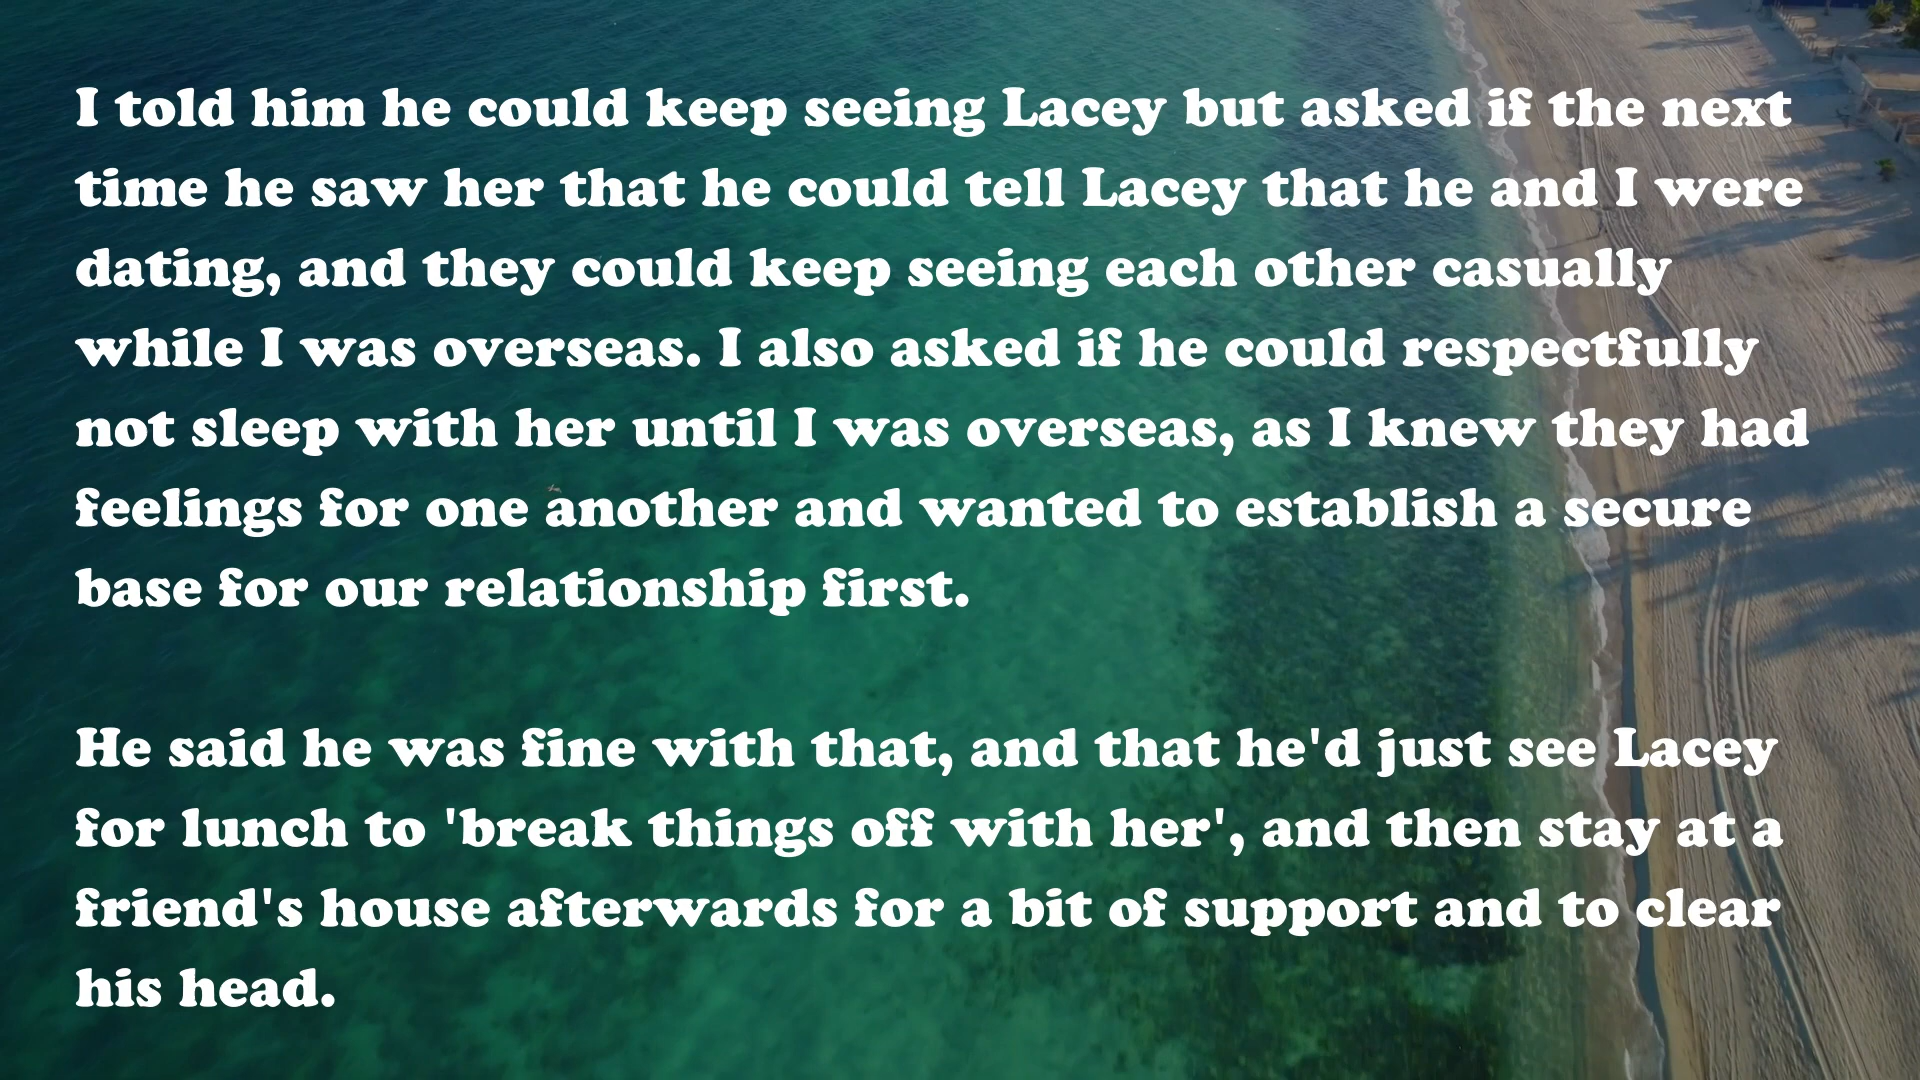 I told him he could keep seeing Lacey but asked if the next
time he saw her that he could tell Lacey that he and I were
dating, and they could keep seeing each other casually
while I was overseas. I also asked if he could respectfully
not sleep with her until I was overseas, as I knew they had
feelings for one another and wanted to establish a secure
base for our relationship first.
He said he was fine with that, and that he'd just see Lacey
for lunch to 'break things off with her', and then stay at a
friend's house afterwards for a bit of support and to clear
his head.